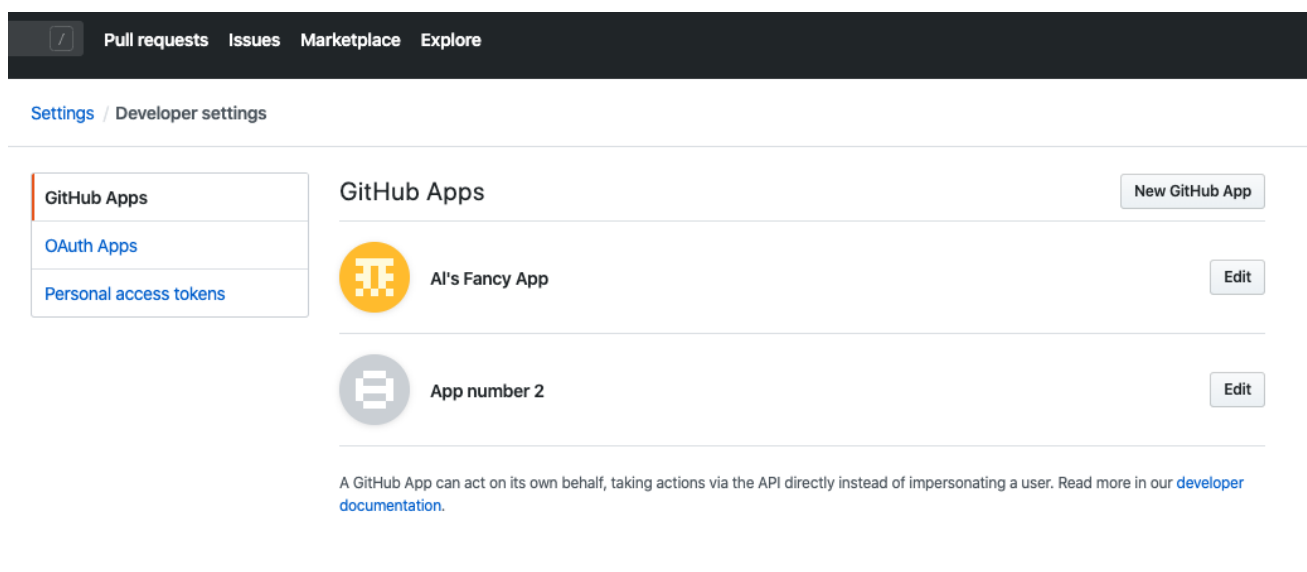 / Pull requests Issues Marketplace Explore
Settings / Developer settings
GitHub Apps
OAuth Apps
Personal access tokens
GitHub Apps
New GitHub App
Al's Fancy App
Edit
App number 2
Edit
A GitHub App can act on its own behalf, taking actions via the API directly instead of impersonating a user. Read more in our developer
documentation.